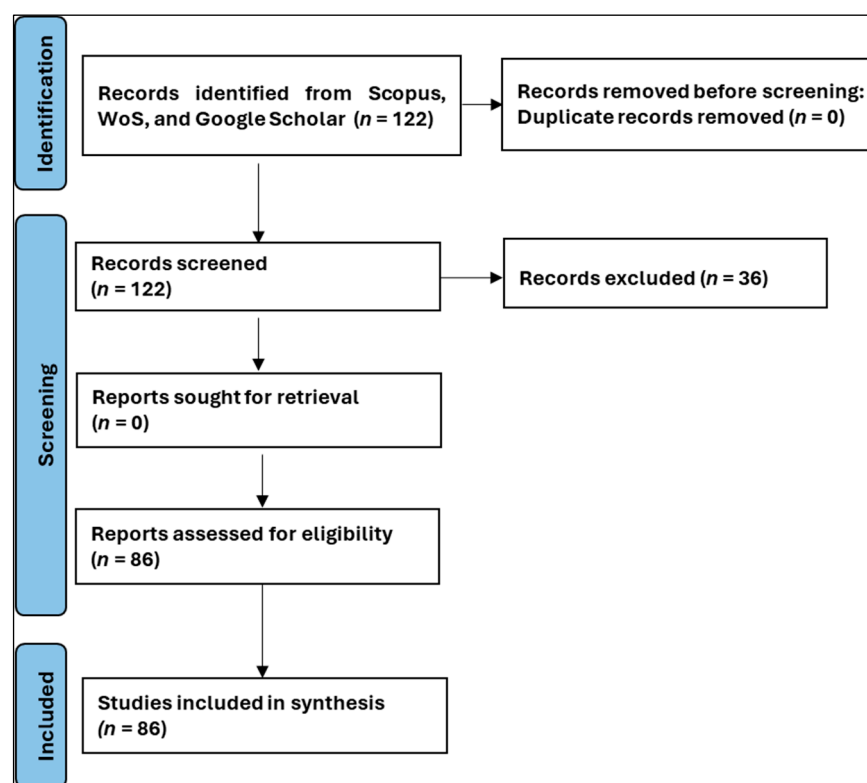 Identification
Records identified from Scopus,
WoS, and Google Scholar (n = 122)
Records removed before screening:
Duplicate records removed (n = 0)
Screening
Records screened
(n = 122)
Records excluded (n = 36)
Reports sought for retrieval
(n = 0)
Reports assessed for eligibility
(n = 86)
Included
Studies included in synthesis
(n = 86)